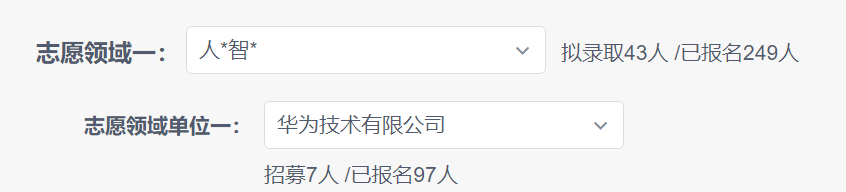 志愿领域一： 人*智* 拟录取43人 /已报名249人
志愿领域单位一： 华为技术有限公司
招募7人 /已报名97人